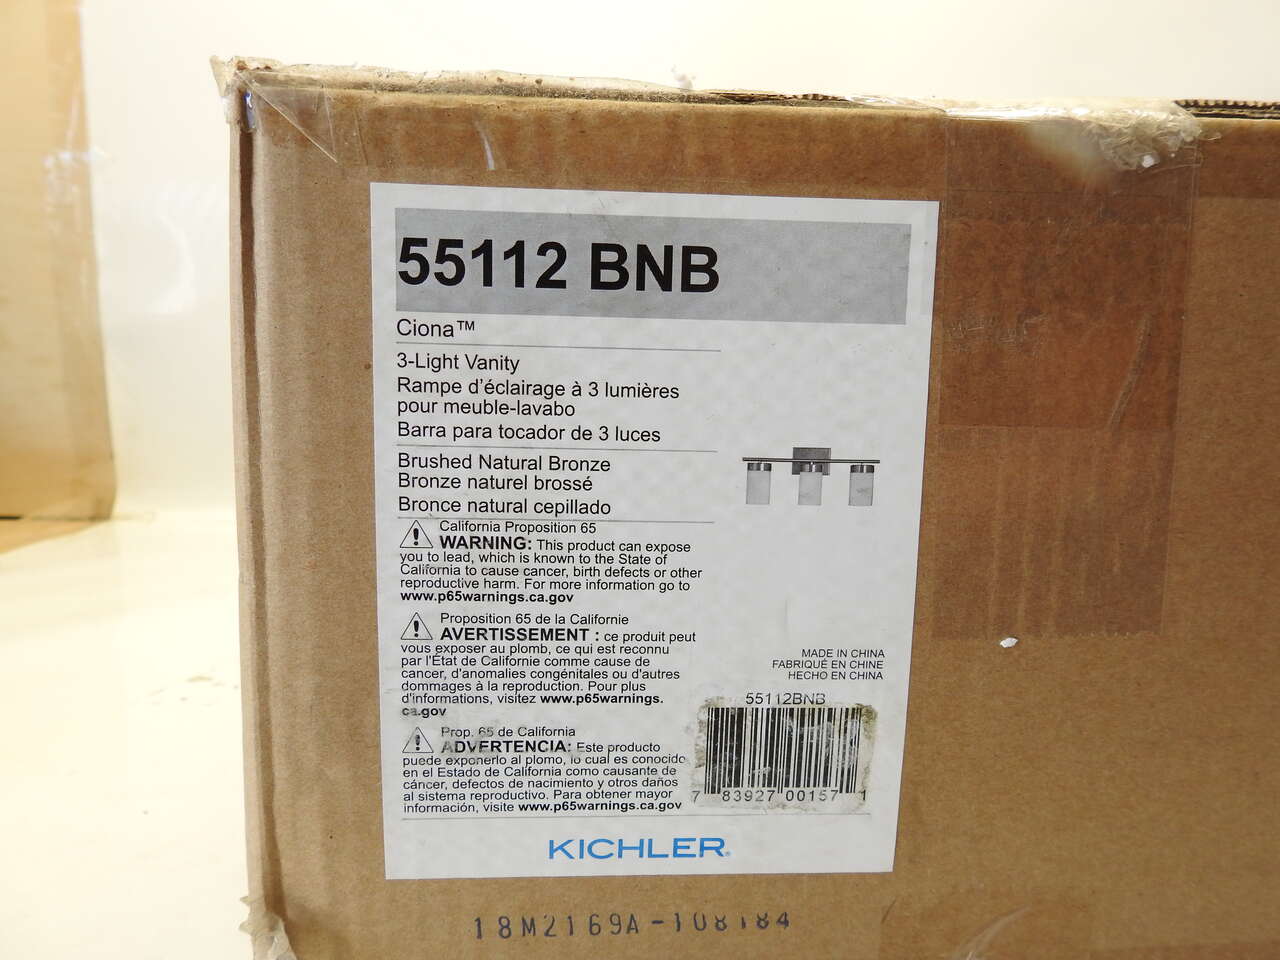 55112 BNB
Ciona™
3-Light Vanity
Rampe d'éclairage à 3 lumières
pour meuble-lavabo
Barra para tocador de 3 luces
Brushed Natural Bronze
Bronze naturel brossé
Bronce natural cepillado
California Proposition 65
WARNING: This product can expose
you to lead, which is known to the State of
California to cause cancer, birth defects or other
reproductive harm. For more information go to
www.p65warnings.ca.gov
Proposition 65 de la Californie
AVERTISSEMENT : ce produit peut
vous exposer au plomb, ce qui est reconnu
par l'État de Californie comme cause de
cancer, d'anomalies congénitales ou d'autres
dommages à la reproduction. Pour plus
d'informations, visitez www.p65warnings.
ca.gov
Prop. 65 de California
ADVERTENCIA: Este producto
puede exponerlo al plomo, lo cual es conocido
en el Estado de California como causante de
cáncer, defectos de nacimiento y otros daños
al sistema reproductivo. Para obtener mayor
información, visite www.p65warnings.ca.gov
MADE IN CHINA
FABRIQUÉ EN CHINE
HECHO EN CHINA
55112BNB
7 83927 00157 1
KICHLER®
18M2169A-108184